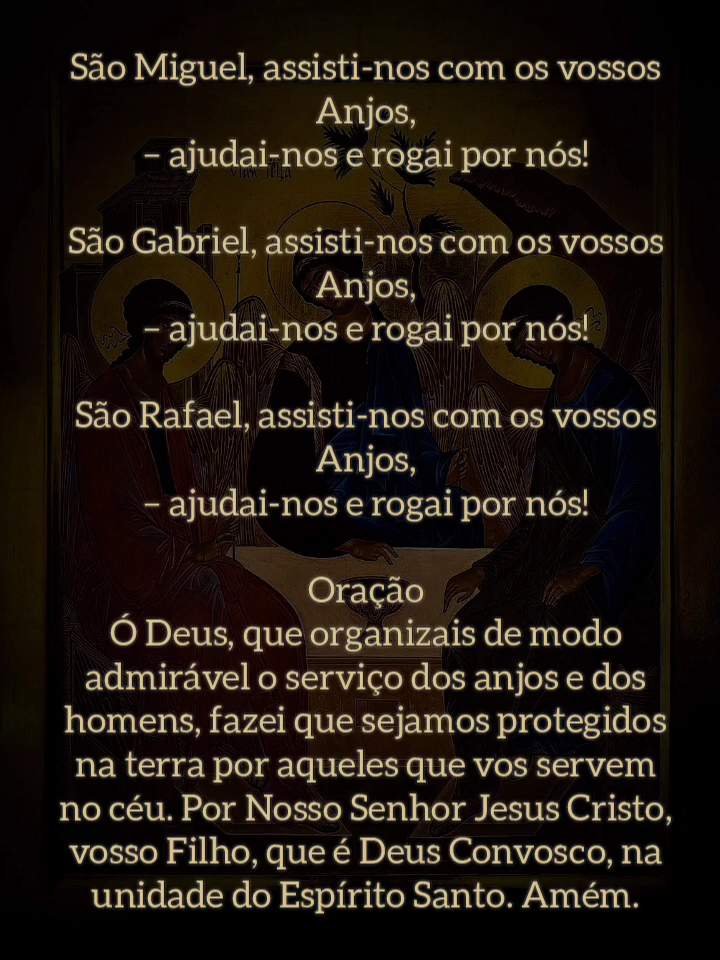 São Miguel, assisti-nos com os vossos
Anjos,
– ajudai-nos e rogai por nós!
São Gabriel, assisti-nos com os vossos
Anjos,
– ajudai-nos e rogai por nós!
São Rafael, assisti-nos com os vossos
Anjos,
– ajudai-nos e rogai por nós!
Oração
Ó Deus, que organizais de modo
admirável o serviço dos anjos e dos
homens, fazei que sejamos protegidos
na terra por aqueles que vos servem
no céu. Por Nosso Senhor Jesus Cristo,
vosso Filho, que é Deus Convosco, na
unidade do Espírito Santo. Amém.